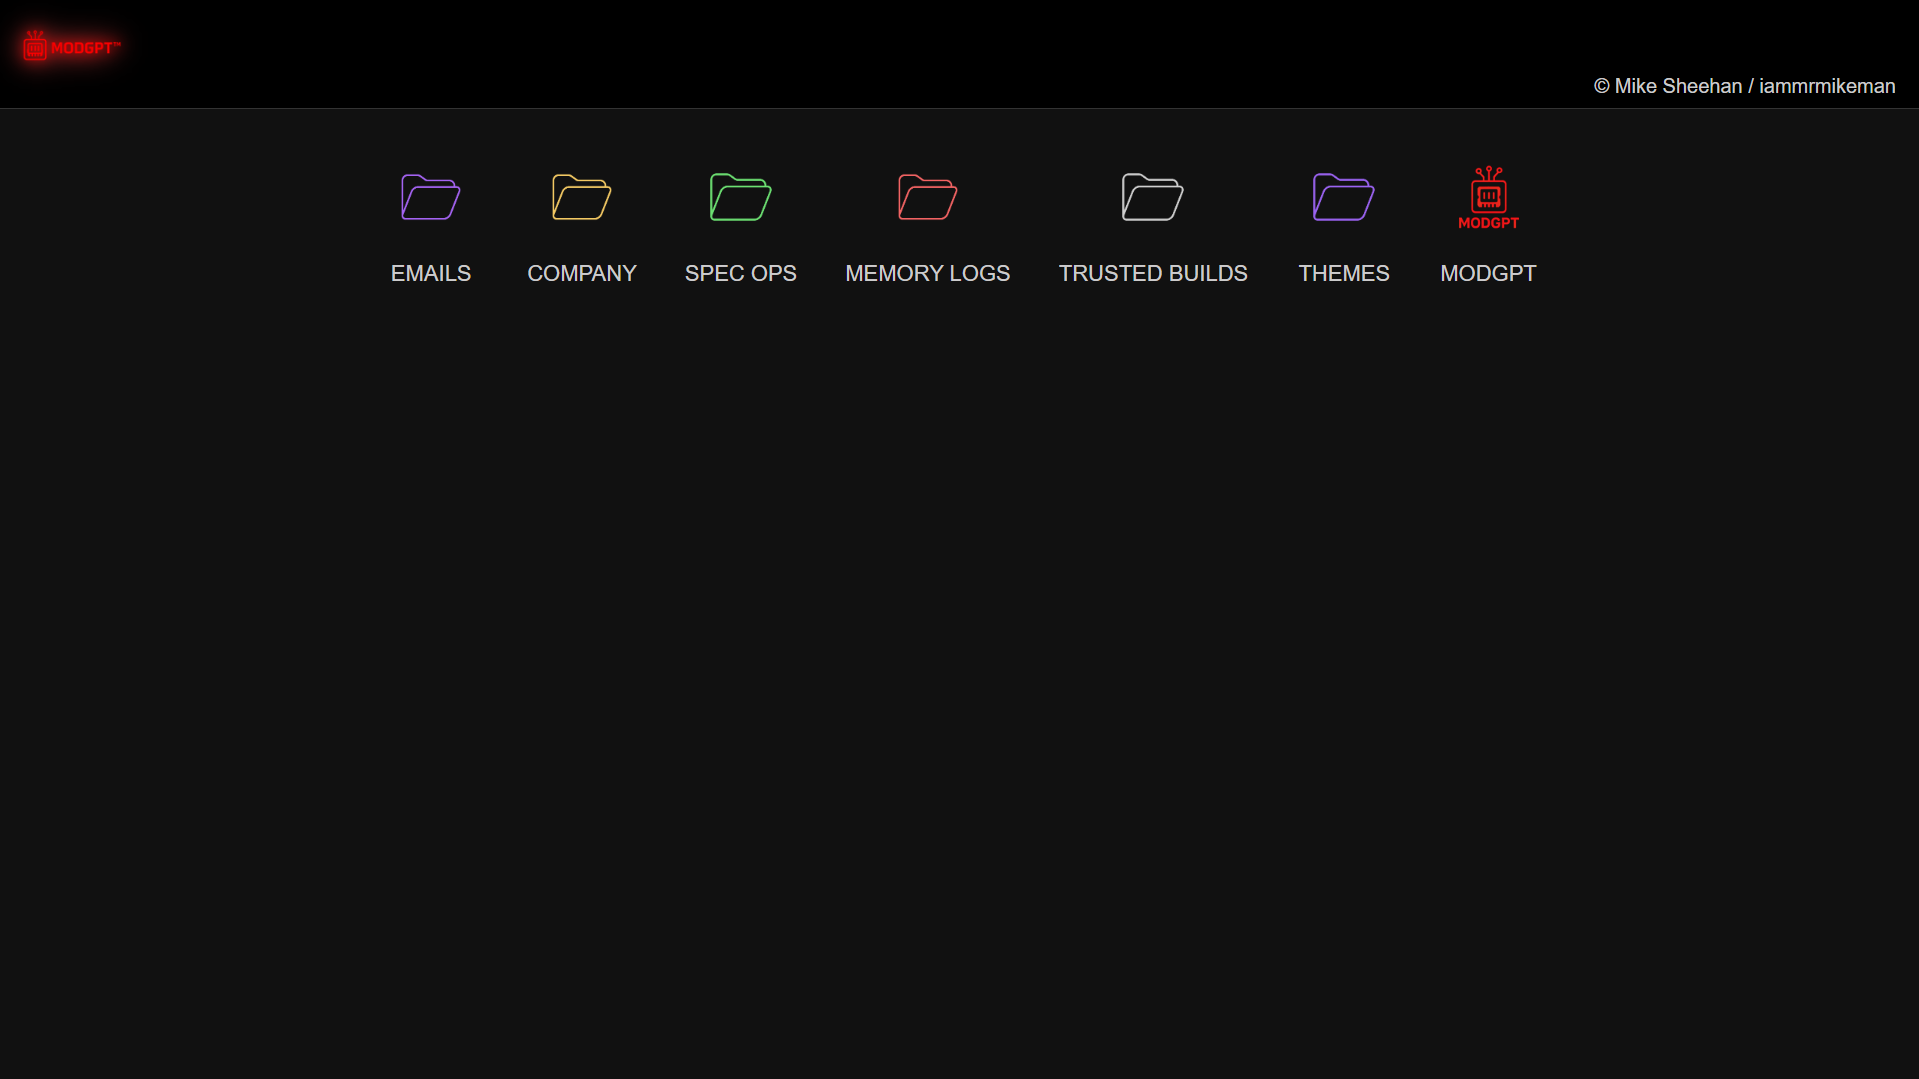 MODGPT™
© Mike Sheehan / iammrmikeman
MODGPT
EMAILS
COMPANY
SPEC OPS
MEMORY LOGS
TRUSTED BUILDS
THEMES
MODGPT